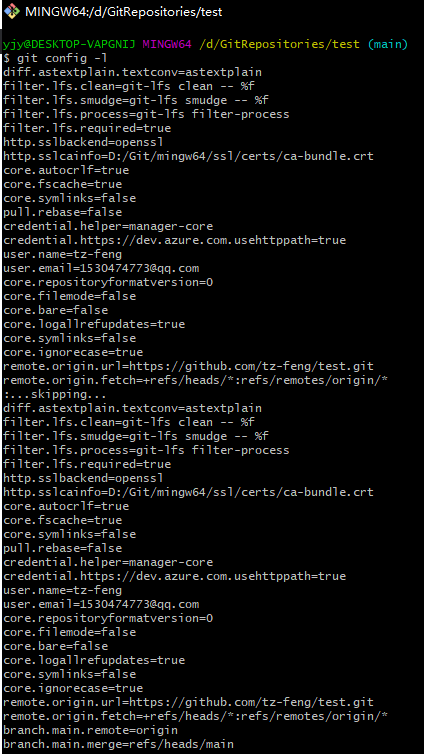 MINGW64:/d/GitRepositories/test
yjy@DESKTOP-VAPGNIJ MINGW64 /d/GitRepositories/test (main)
$ git config -l
diff.astextplain.textconv=astextplain
filter.lfs.clean=git-lfs clean -- %f
filter.lfs.smudge=git-lfs smudge -- %f
filter.lfs.process=git-lfs filter-process
filter.lfs.required=true
http.sslbackend=openssl
http.sslcainfo=D:/Git/mingw64/ssl/certs/ca-bundle.crt
core.autocrlf=true
core.fscache=true
core.symlinks=false
pull.rebase=false
credential.helper=manager-core
credential.https://dev.azure.com.usehttppath=true
user.name=tz-feng
user.email=1530474773@qq.com
core.repositoryformatversion=0
core.filemode=false
core.bare=false
core.logallrefupdates=true
core.symlinks=false
core.ignorecase=true
remote.origin.url=https://github.com/tz-feng/test.git
remote.origin.fetch=+refs/heads/*:refs/remotes/origin/*
:...skipping...
diff.astextplain.textconv=astextplain
filter.lfs.clean=git-lfs clean -- %f
filter.lfs.smudge=git-lfs smudge -- %f
filter.lfs.process=git-lfs filter-process
filter.lfs.required=true
http.sslbackend=openssl
http.sslcainfo=D:/Git/mingw64/ssl/certs/ca-bundle.crt
core.autocrlf=true
core.fscache=true
core.symlinks=false
pull.rebase=false
credential.helper=manager-core
credential.https://dev.azure.com.usehttppath=true
user.name=tz-feng
user.email=1530474773@qq.com
core.repositoryformatversion=0
core.filemode=false
core.bare=false
core.logallrefupdates=true
core.symlinks=false
core.ignorecase=true
remote.origin.url=https://github.com/tz-feng/test.git
remote.origin.fetch=+refs/heads/*:refs/remotes/origin/*
branch.main.remote=origin
branch.main.merge=refs/heads/main